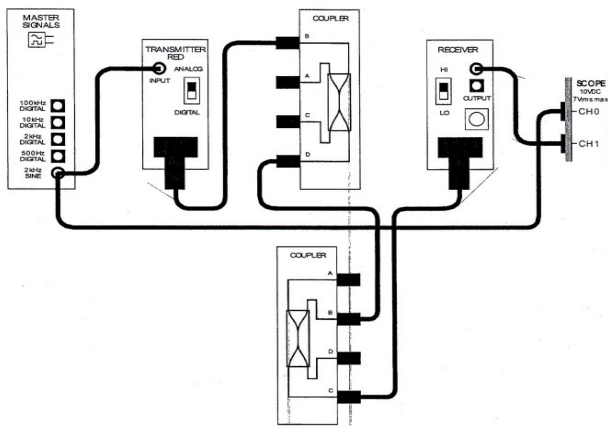 MASTER
SIGNALS
100kHz
DIGITAL
10kHz
DIGITAL
2kHz
DIGITAL
500Hz
DIGITAL
2kHz
SINE
TRANSMITTER
RED
ANALOG
INPUT
DIGITAL
COUPLER
B
A
C
D
RECEIVER
HI
OUTPUT
LO
SCOPE
10VDC
7Vrms max
CH0
CH1
COUPLER
A
B
D
C